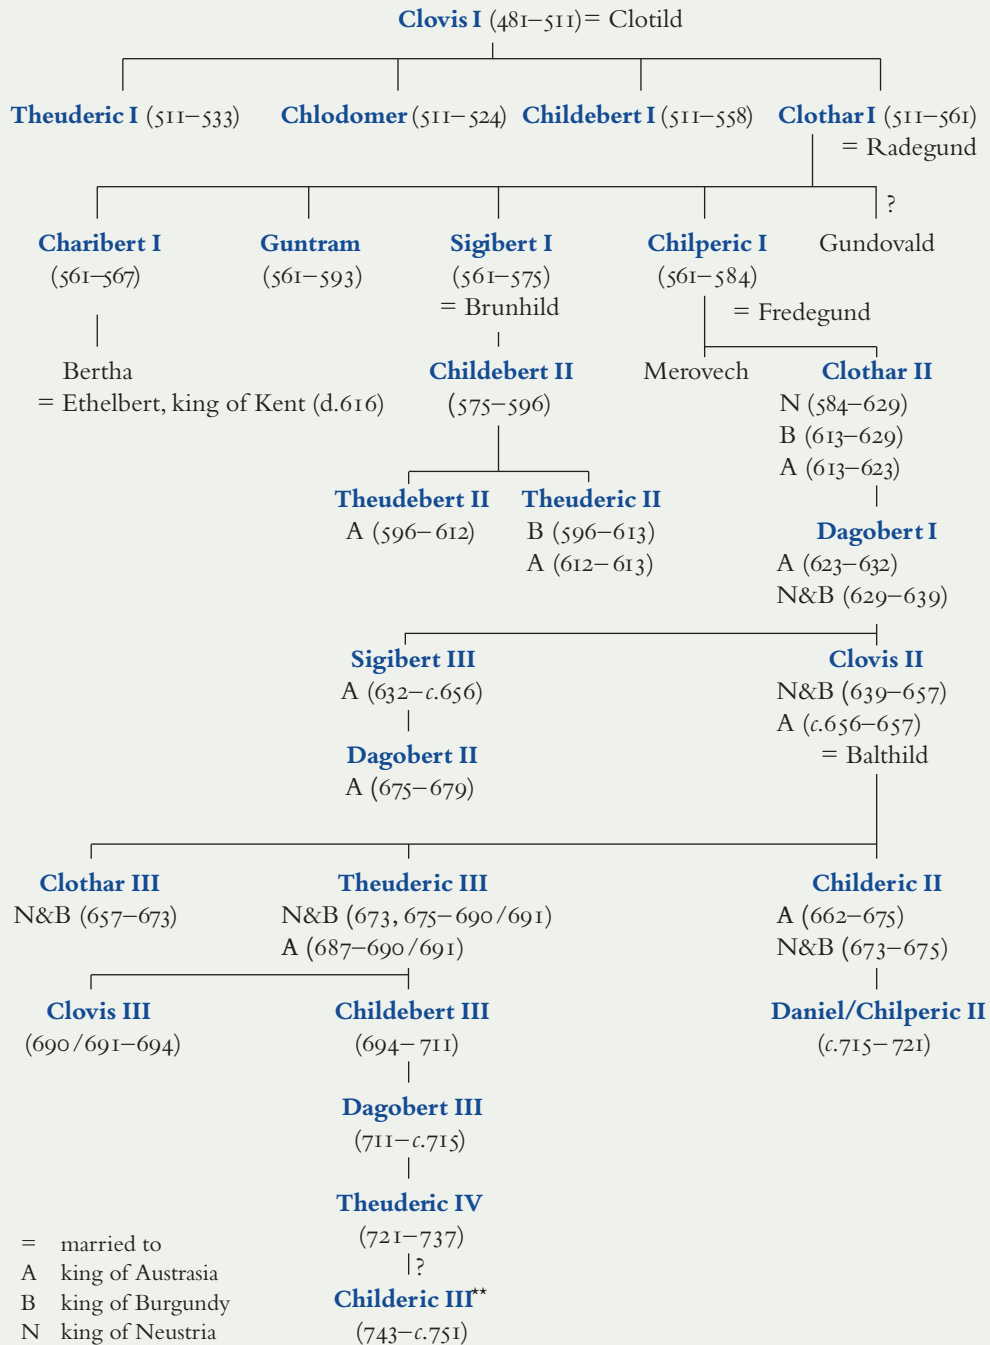 Clovis I (481–511) = Clotild
Theuderic I (511–533) Chlodomer (511–524) Childebert I (511–558) Clothar I (511–561)
= Radegund
?
Charibert I Guntram Sigibert I Chilperic I Gundovald
(561–567) (561–593) (561–575) (561–584)
= Brunhild = Fredegund
Bertha Childebert II Merovech Clothar II
= Ethelbert, king of Kent (d.616) (575–596) N (584–629)
B (613–629)
A (613–623)
Theudebert II Theuderic II Dagobert I
A (596–612) B (596–613) A (623–632)
A (612–613) N&B (629–639)
Sigibert III Clovis II
A (632–c.656) N&B (639–657)
A (c.656–657)
Dagobert II = Balthild
A (675–679)
Clothar III Theuderic III Childeric II
N&B (657–673) N&B (673, 675–690/691) A (662–675)
A (687–690/691) N&B (673–675)
Clovis III Childebert III Daniel/Chilperic II
(690/691–694) (694–711) (c.715–721)
Dagobert III
(711–c.715)
Theuderic IV
(721–737)
?
Childeric III**
(743–c.751)
= married to
A king of Austrasia
B king of Burgundy
N king of Neustria